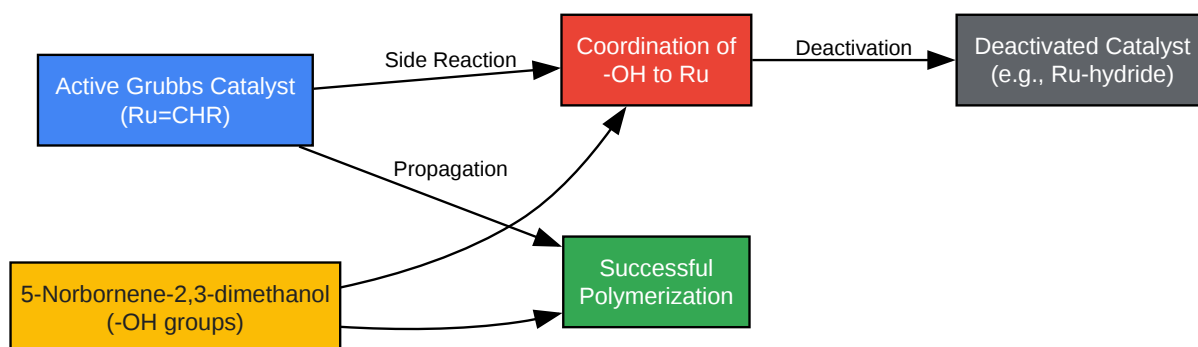 Active Grubbs Catalyst
(Ru=CHR)
Side Reaction
Coordination of
-OH to Ru
Deactivation
Deactivated Catalyst
(e.g., Ru-hydride)
Propagation
5-Norbornene-2,3-dimethanol
(-OH groups)
Successful
Polymerization